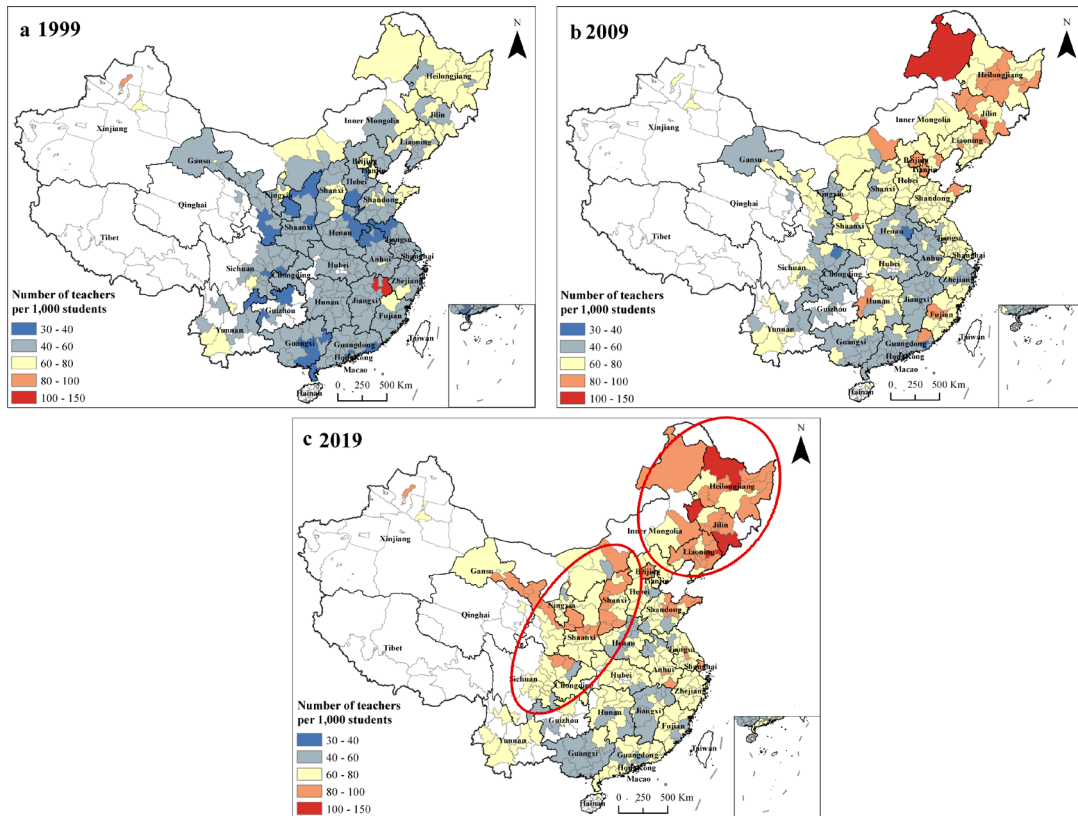 a 1999
N
Heilongjiang
Jilin
Inner Mongolia
Liaoning
Xinjiang
Gansu
Beijing
Tianjin
Hebei
Ningxia
Shanxi
Shandong
Qinghai
Shaanxi
Henan
Jiangsu
Tibet
Anhui
Shanghai
Sichuan
Chongqing
Hubei
Zhejiang
Number of teachers
per 1,000 students
Hunan
Jiangxi
Guizhou
Fujian
30 - 40
40 - 60
60 - 80
80 - 100
100 - 150
Yunnan
Guangxi
Guangdong
Taiwan
Hong Kong
Macao
Hainan
0 250 500 Km
b 2009
N
Heilongjiang
Jilin
Inner Mongolia
Liaoning
Xinjiang
Gansu
Beijing
Tianjin
Hebei
Ningxia
Shanxi
Shandong
Qinghai
Shaanxi
Henan
Jiangsu
Tibet
Anhui
Shanghai
Sichuan
Chongqing
Hubei
Zhejiang
Number of teachers
per 1,000 students
Hunan
Jiangxi
Guizhou
Fujian
30 - 40
40 - 60
60 - 80
80 - 100
100 - 150
Yunnan
Guangxi
Guangdong
Taiwan
Hong Kong
Macao
Hainan
0 250 500 Km
c 2019
N
Heilongjiang
Jilin
Inner Mongolia
Liaoning
Xinjiang
Gansu
Beijing
Tianjin
Hebei
Ningxia
Shanxi
Shandong
Qinghai
Shaanxi
Henan
Jiangsu
Tibet
Anhui
Shanghai
Sichuan
Chongqing
Hubei
Zhejiang
Number of teachers
per 1,000 students
Hunan
Jiangxi
Guizhou
Fujian
30 - 40
40 - 60
60 - 80
80 - 100
100 - 150
Yunnan
Guangxi
Guangdong
Taiwan
Hong Kong
Macao
Hainan
0 250 500 Km